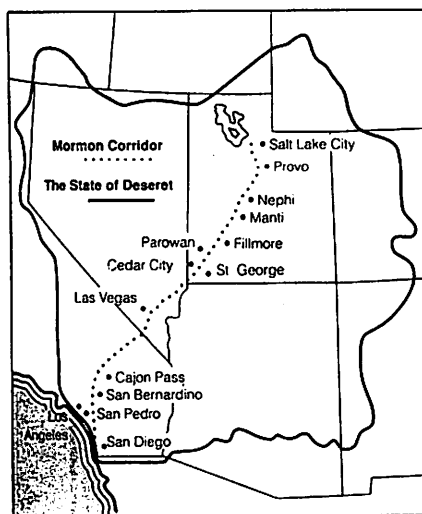 Mormon Corridor
The State of Deseret
Salt Lake City
Provo
Nephi
Manti
Parowan
Fillmore
Cedar City
St. George
Las Vegas
Cajon Pass
San Bernardino
San Pedro
Los
Angeles
San Diego